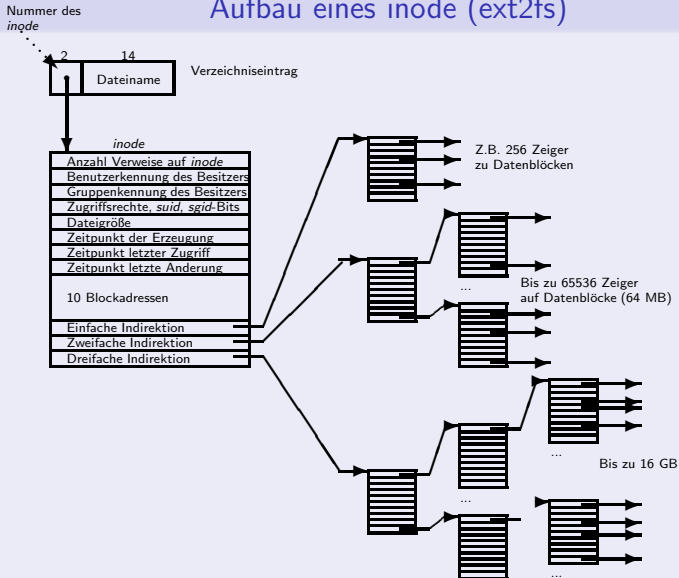 Aufbau eines inode (ext2fs)
Nummer des
inode
2 14
Dateiname
Verzeichniseintrag
inode
Anzahl Verweise auf inode
Benutzerkennung des Besitzers
Gruppenkennung des Besitzers
Zugriffsrechte, suid, sgid-Bits
Dateigröße
Zeitpunkt der Erzeugung
Zeitpunkt letzter Zugriff
Zeitpunkt letzte Änderung
10 Blockadressen
Einfache Indirektion
Zweifache Indirektion
Dreifache Indirektion
Z.B. 256 Zeiger
zu Datenblöcken
...
Bis zu 65536 Zeiger
auf Datenblöcke (64 MB)
...
Bis zu 16 GB
...
...